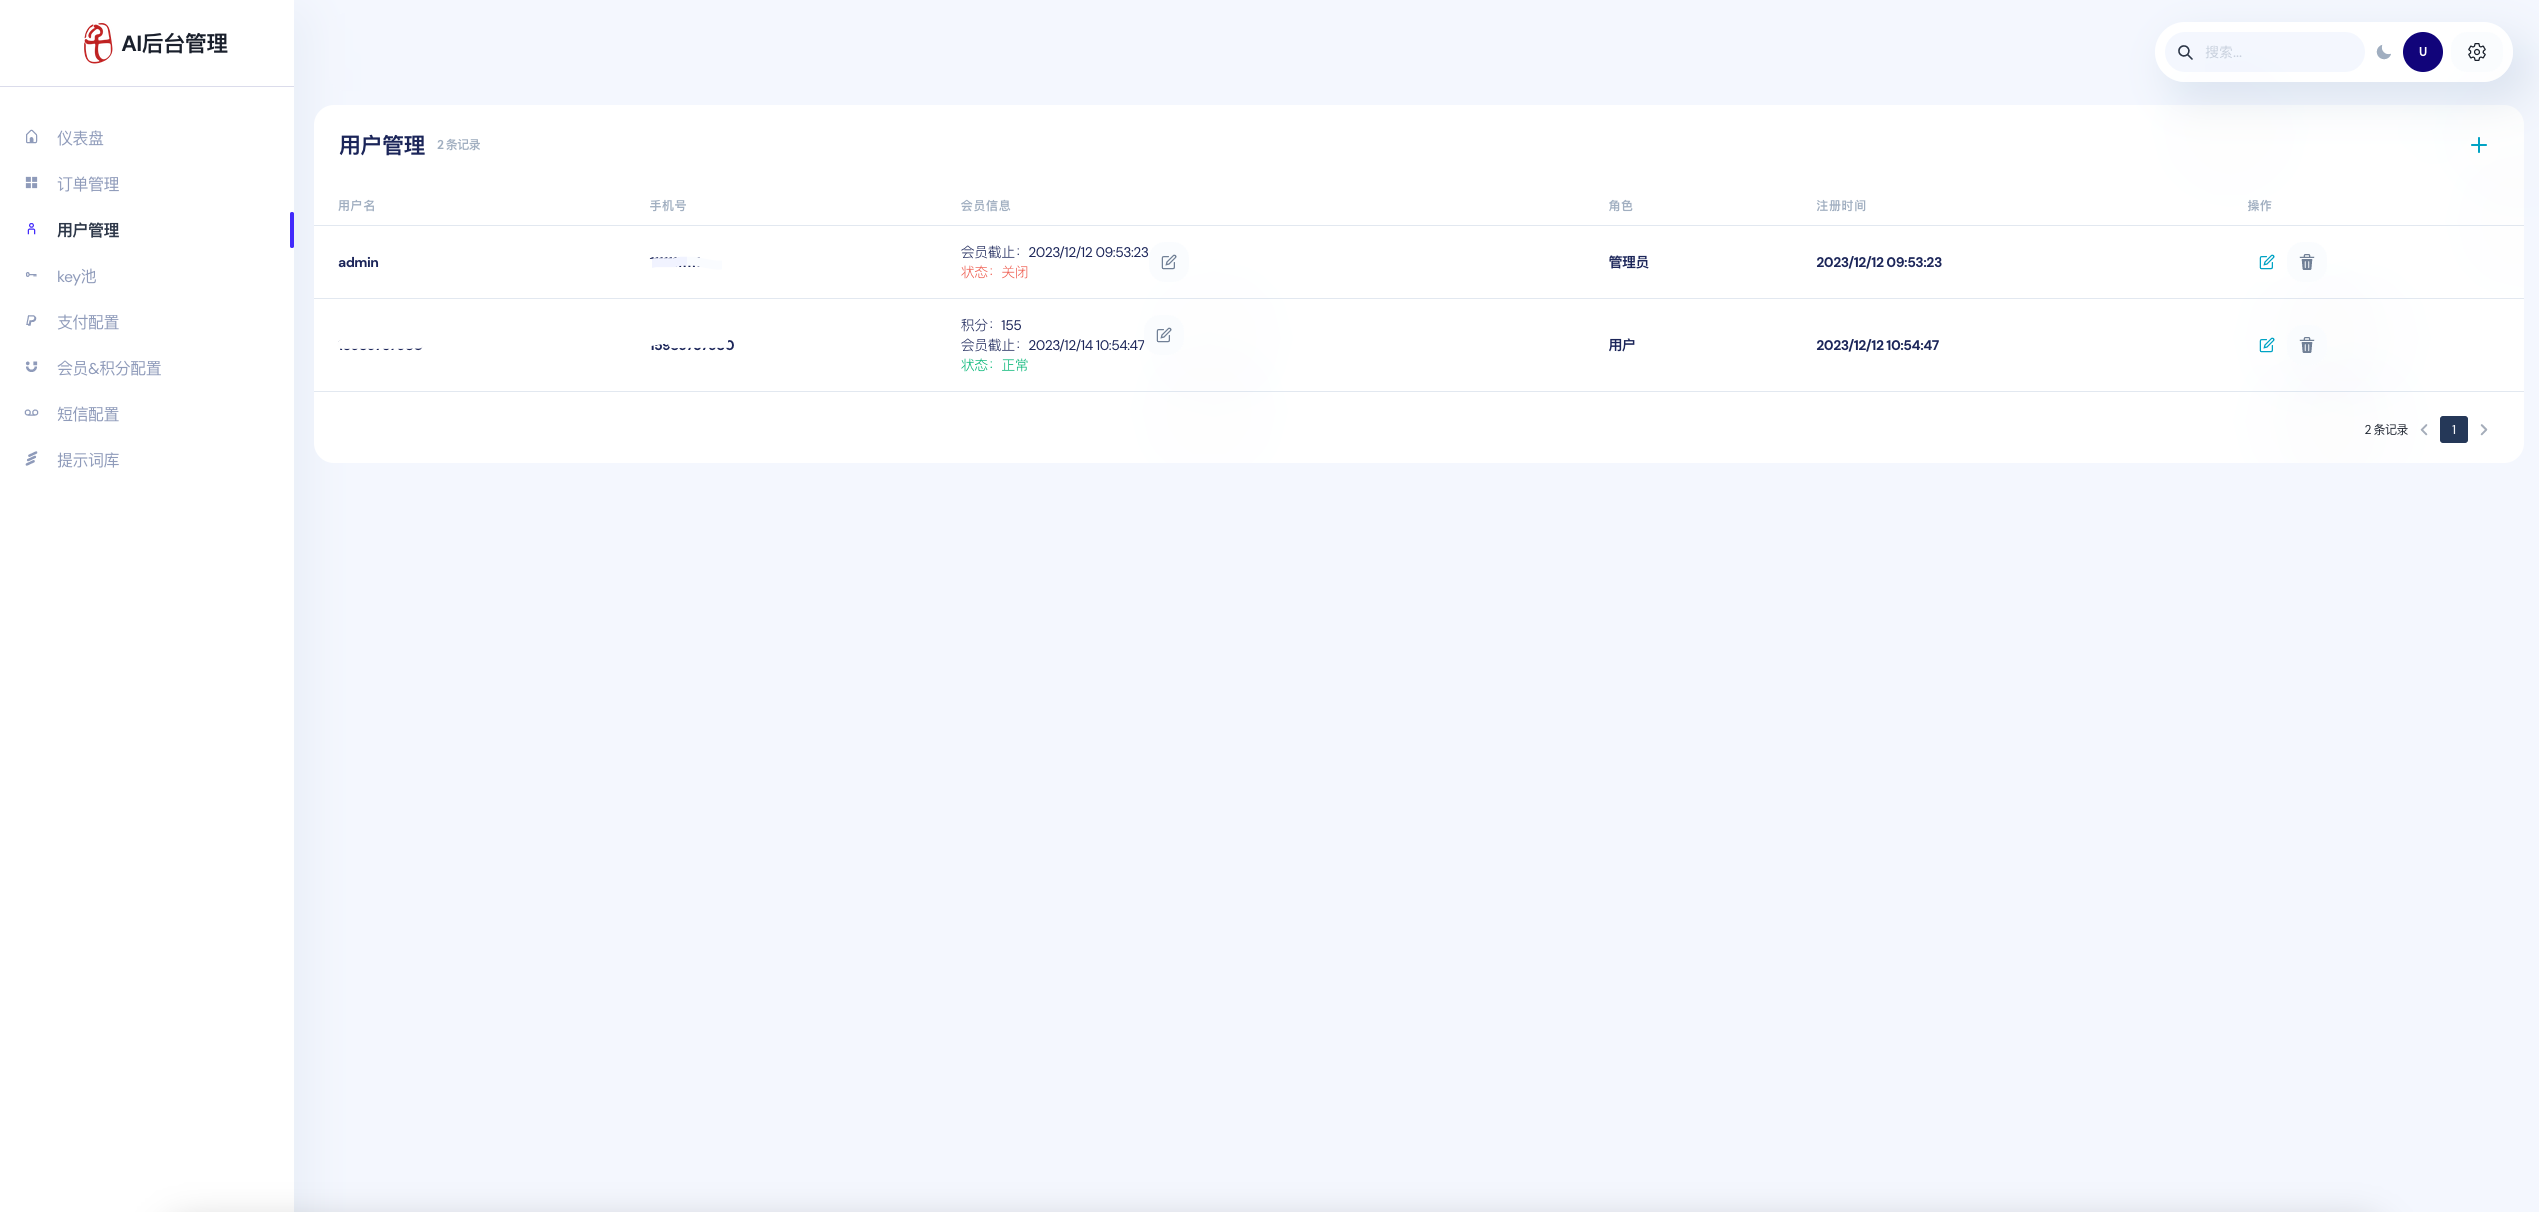 AI后台管理
搜索...
U
仪表盘
订单管理
用户管理
key池
支付配置
会员&积分配置
短信配置
提示词库
用户管理 2 条记录
用户名 手机号 会员信息 角色 注册时间 操作
admin
会员截止：2023/12/12 09:53:23
状态：关闭
管理员
2023/12/12 09:53:23
积分：155
会员截止：2023/12/14 10:54:47
状态：正常
用户
2023/12/12 10:54:47
2 条记录 1